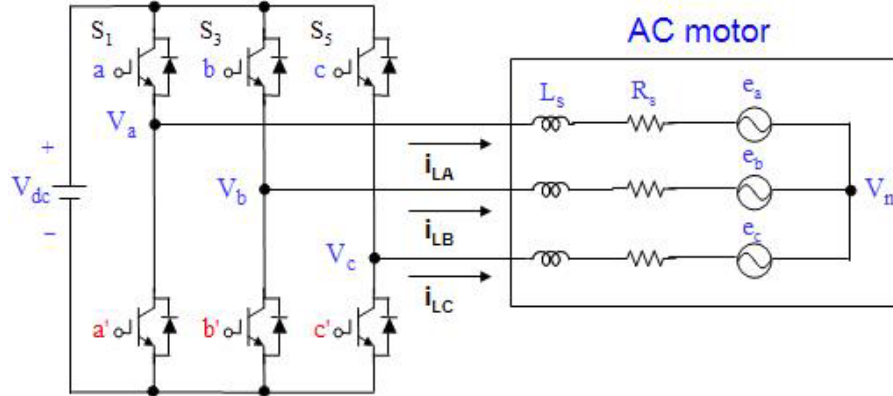 AC motor
S1 S3 S5
a b c
Ls Rs ea
Va
+
iLA
eb
Vdc
Vb
Vn
−
iLB
ec
Vc
iLC
a' b' c'